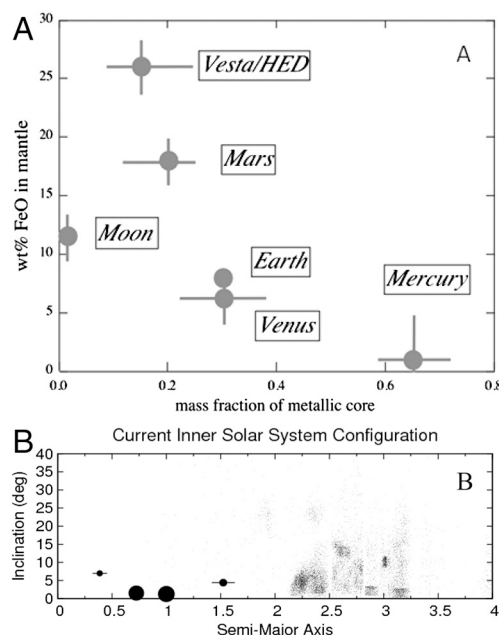 A
A
30
25
20
15
10
5
0
wt% FeO in mantle
Vesta/HED
Mars
Moon
Earth
Mercury
Venus
0.0
0.2
0.4
0.6
0.8
mass fraction of metallic core
B
Current Inner Solar System Configuration
B
40
35
30
25
20
15
10
5
0
Inclination (deg)
0
0.5
1
1.5
2
2.5
3
3.5
4
Semi-Major Axis